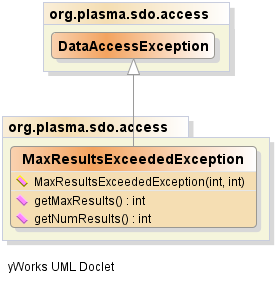 org.plasma.sdo.access
DataAccessException
org.plasma.sdo.access
MaxResultsExceededException
MaxResultsExceededException(int, int)
getMaxResults() : int
getNumResults() : int
yWorks UML Doclet